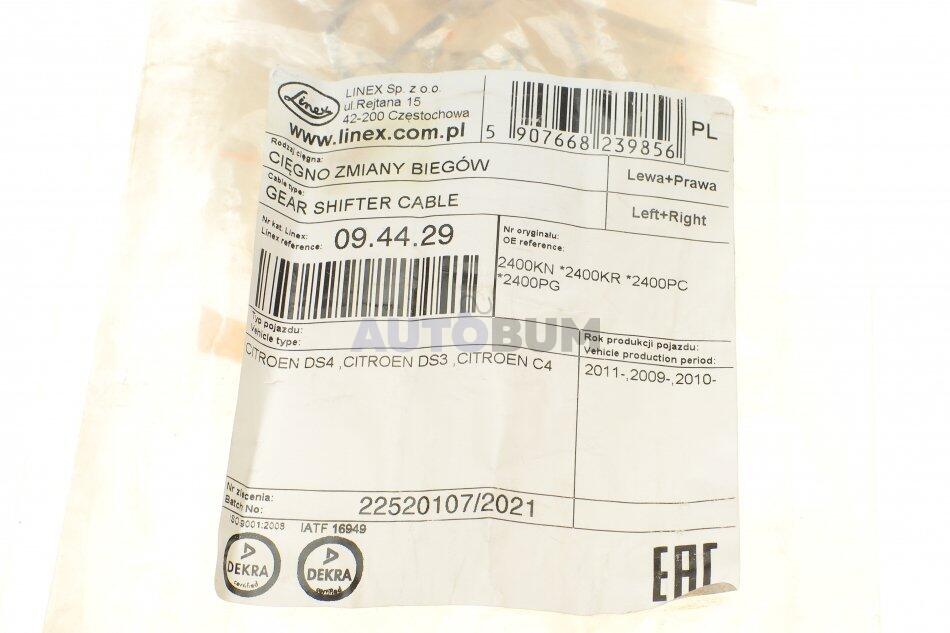 Linex
LINEX Sp. z o.o.
ul.Rejtana 15
42-200 Częstochowa
www.linex.com.pl
5 907668 239856
PL
Rodzaj cięgna:
CIĘGNO ZMIANY BIEGÓW
Lewa+Prawa
Cable type:
GEAR SHIFTER CABLE
Left+Right
Nr kat. Linex:
Linex reference:
09.44.29
Nr oryginału:
OE reference:
2400KN *2400KR *2400PC
*2400PG
AUTOBUM
Typ pojazdu:
Vehicle type:
CITROEN DS4 ,CITROEN DS3 ,CITROEN C4
Rok produkcji pojazdu:
Vehicle production period:
2011-,2009-,2010-
Nr zlecenia:
Batch No:
22520107/2021
ISO 9001:2008
IATF 16949
DEKRA
certified
DEKRA
certified
EAC